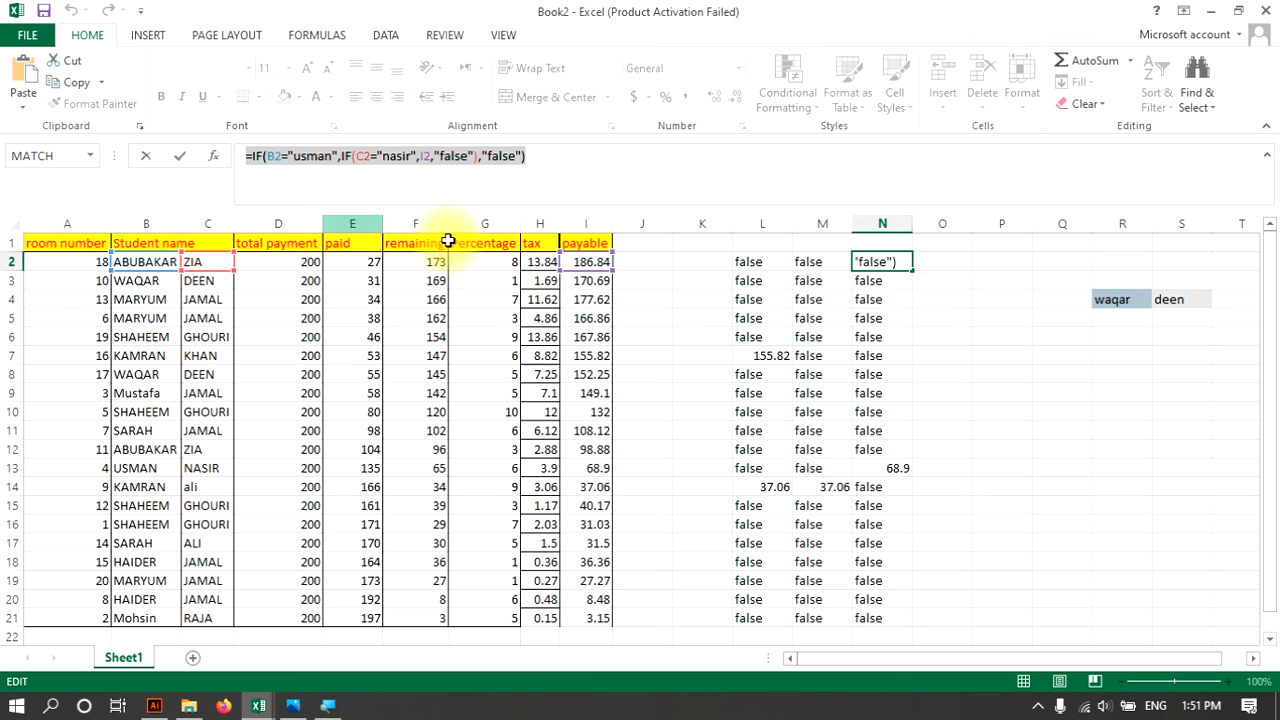 Book2 - Excel (Product Activation Failed)
FILE HOME INSERT PAGE LAYOUT FORMULAS DATA REVIEW VIEW Microsoft account
Paste Cut Copy Format Painter
11 Wrap Text Merge & Center
General
Conditional Formatting Format as Table Cell Styles
Insert Delete Format
AutoSum Fill Clear
Sort & Filter Find & Select
Clipboard Font Alignment Number Styles Cells Editing
MATCH =IF(B2="usman",IF(C2="nasir",I2,"false"),"false")
A B C D E F G H I J K L M N O P Q R S T
1 room number Student name total payment paid remaining ercentage tax payable
2 18 ABUBAKAR ZIA 200 27 173 8 13.84 186.84 false false "false")
3 10 WAQAR DEEN 200 31 169 1 1.69 170.69 false false false
4 13 MARYUM JAMAL 200 34 166 7 11.62 177.62 false false false waqar deen
5 6 MARYUM JAMAL 200 38 162 3 4.86 166.86 false false false
6 19 SHAHEEM GHOURI 200 46 154 9 13.86 167.86 false false false
7 16 KAMRAN KHAN 200 53 147 6 8.82 155.82 155.82 false false
8 17 WAQAR DEEN 200 55 145 5 7.25 152.25 false false false
9 3 Mustafa JAMAL 200 58 142 5 7.1 149.1 false false false
10 5 SHAHEEM GHOURI 200 80 120 10 12 132 false false false
11 7 SARAH JAMAL 200 98 102 6 6.12 108.12 false false false
12 11 ABUBAKAR ZIA 200 104 96 3 2.88 98.88 false false false
13 4 USMAN NASIR 200 135 65 6 3.9 68.9 false false 68.9
14 9 KAMRAN ali 200 166 34 9 3.06 37.06 37.06 37.06 false
15 12 SHAHEEM GHOURI 200 161 39 3 1.17 40.17 false false false
16 1 SHAHEEM GHOURI 200 171 29 7 2.03 31.03 false false false
17 14 SARAH ALI 200 170 30 5 1.5 31.5 false false false
18 15 HAIDER JAMAL 200 164 36 1 0.36 36.36 false false false
19 20 MARYUM JAMAL 200 173 27 1 0.27 27.27 false false false
20 8 HAIDER JAMAL 200 192 8 6 0.48 8.48 false false false
21 2 Mohsin RAJA 200 197 3 5 0.15 3.15 false false false
22
Sheet1
EDIT 100%
ENG 1:51 PM